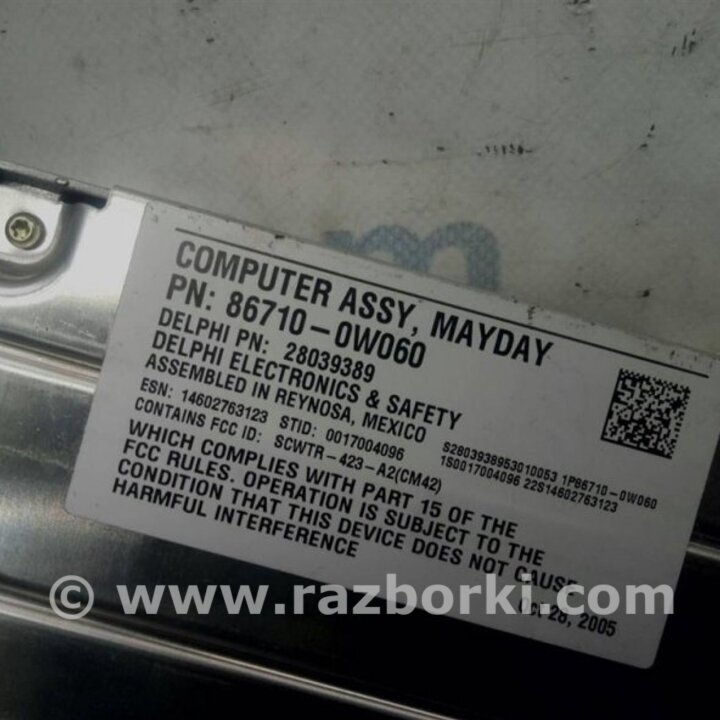 m
COMPUTER ASSY, MAYDAY
PN: 86710-0W060
DELPHI PN: 28039389
DELPHI ELECTRONICS & SAFETY
ASSEMBLED IN REYNOSA, MEXICO
ESN: 14602763123 STID: 0017004096
CONTAINS FCC ID: SCWTR-423-A2(CM42)
S2803938953010053 1P86710-0W060
1S0017004096 22S14602763123
WHICH COMPLIES WITH PART 15 OF THE
FCC RULES. OPERATION IS SUBJECT TO THE
CONDITION THAT THIS DEVICE DOES NOT CAUSE
HARMFUL INTERFERENCE
Oct 28, 2005
© www.razborki.com